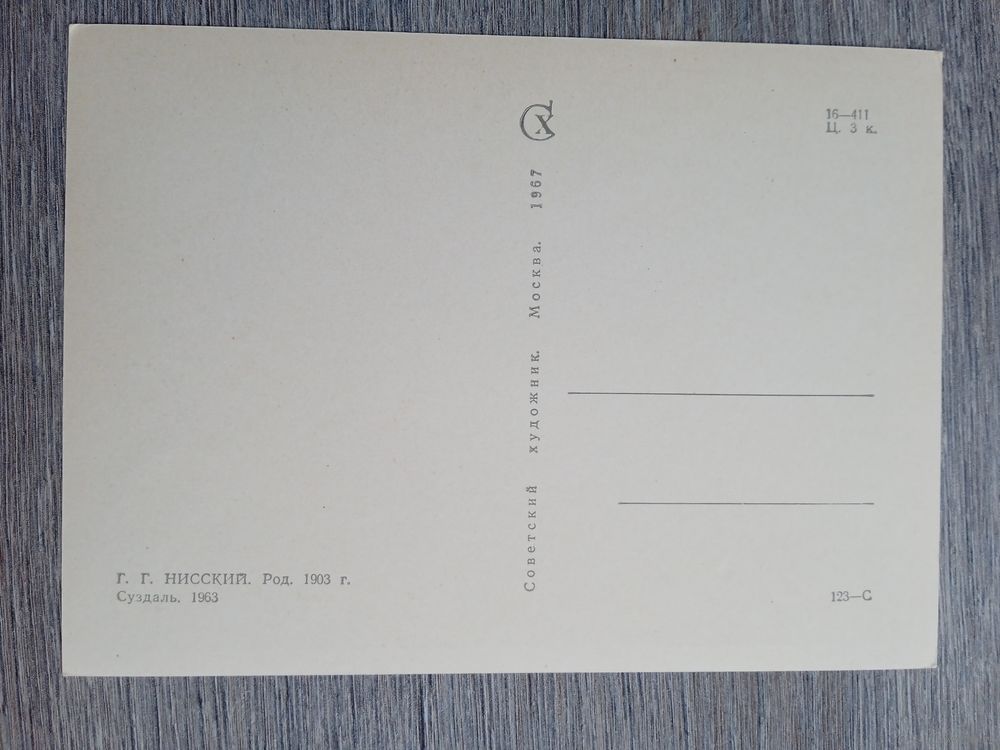 Г. Г. НИССКИЙ. Род. 1903 г.
Суздаль. 1963
СХ
Советский художник. Москва. 1967
16—411
Ц. 3 к.
123—С